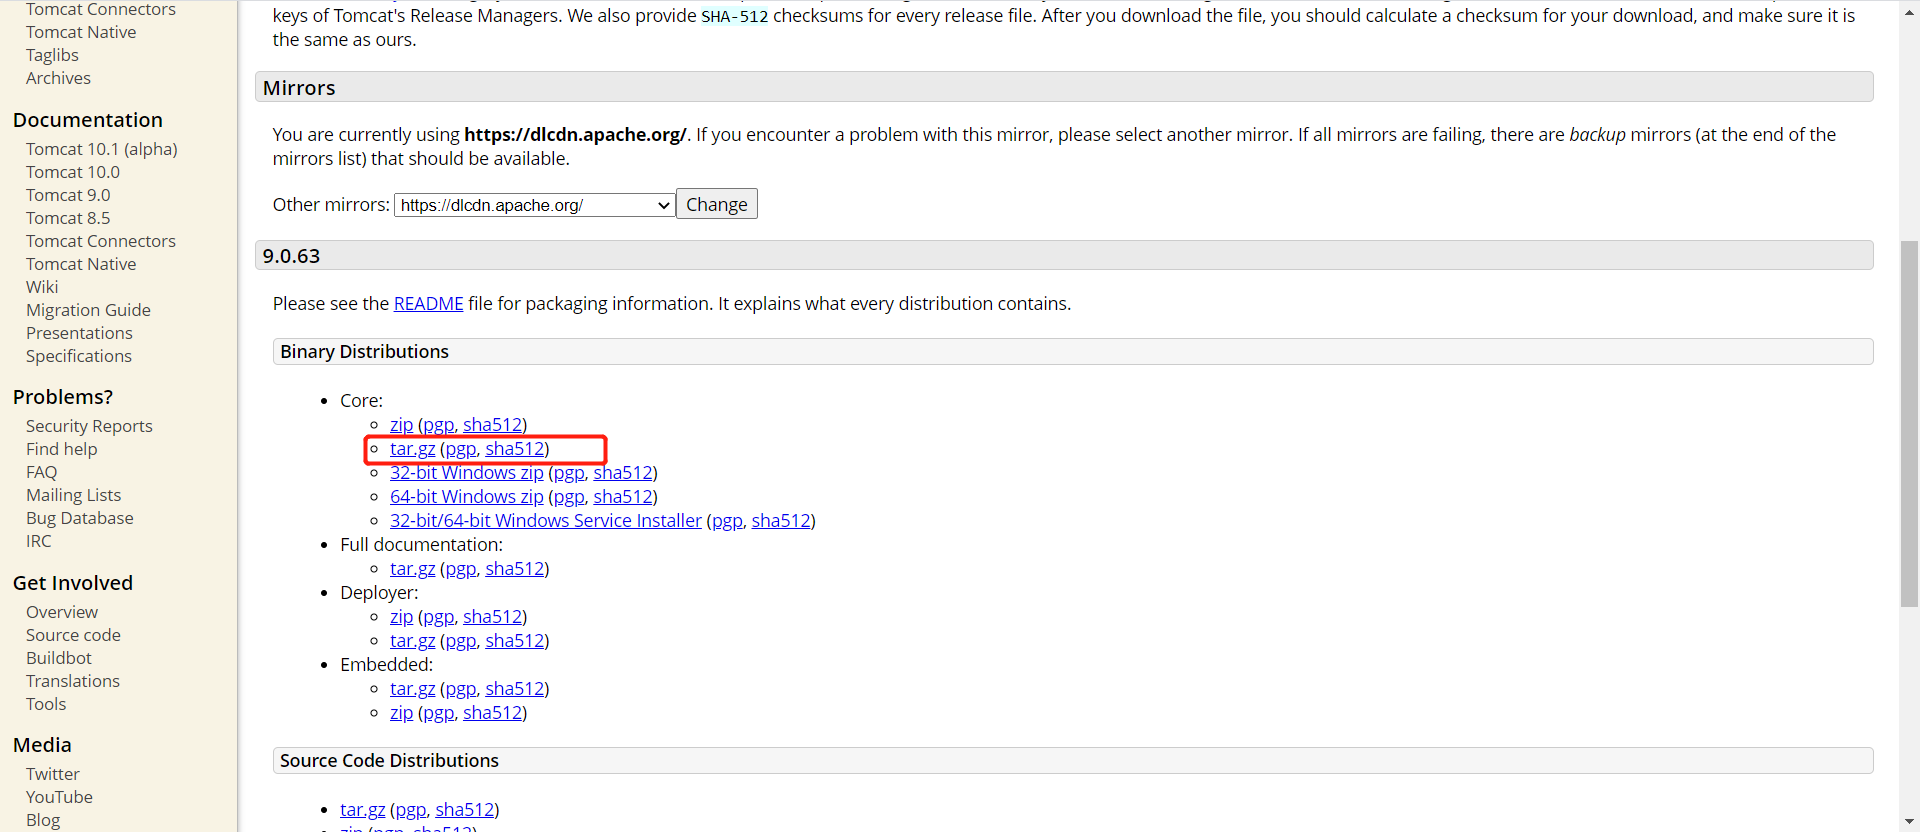 Tomcat Connectors
Tomcat Native
Taglibs
Archives
Documentation
Tomcat 10.1 (alpha)
Tomcat 10.0
Tomcat 9.0
Tomcat 8.5
Tomcat Connectors
Tomcat Native
Wiki
Migration Guide
Presentations
Specifications
Problems?
Security Reports
Find help
FAQ
Mailing Lists
Bug Database
IRC
Get Involved
Overview
Source code
Buildbot
Translations
Tools
Media
Twitter
YouTube
Blog
keys of Tomcat's Release Managers. We also provide SHA-512 checksums for every release file. After you download the file, you should calculate a checksum for your download, and make sure it is
the same as ours.
Mirrors
You are currently using https://dlcdn.apache.org/. If you encounter a problem with this mirror, please select another mirror. If all mirrors are failing, there are backup mirrors (at the end of the
mirrors list) that should be available.
Other mirrors: https://dlcdn.apache.org/ Change
9.0.63
Please see the README file for packaging information. It explains what every distribution contains.
Binary Distributions
Core:
zip (pgp, sha512)
tar.gz (pgp, sha512)
32-bit Windows zip (pgp, sha512)
64-bit Windows zip (pgp, sha512)
32-bit/64-bit Windows Service Installer (pgp, sha512)
Full documentation:
tar.gz (pgp, sha512)
Deployer:
zip (pgp, sha512)
tar.gz (pgp, sha512)
Embedded:
tar.gz (pgp, sha512)
zip (pgp, sha512)
Source Code Distributions
tar.gz (pgp, sha512)
zip (pgp, sha512)